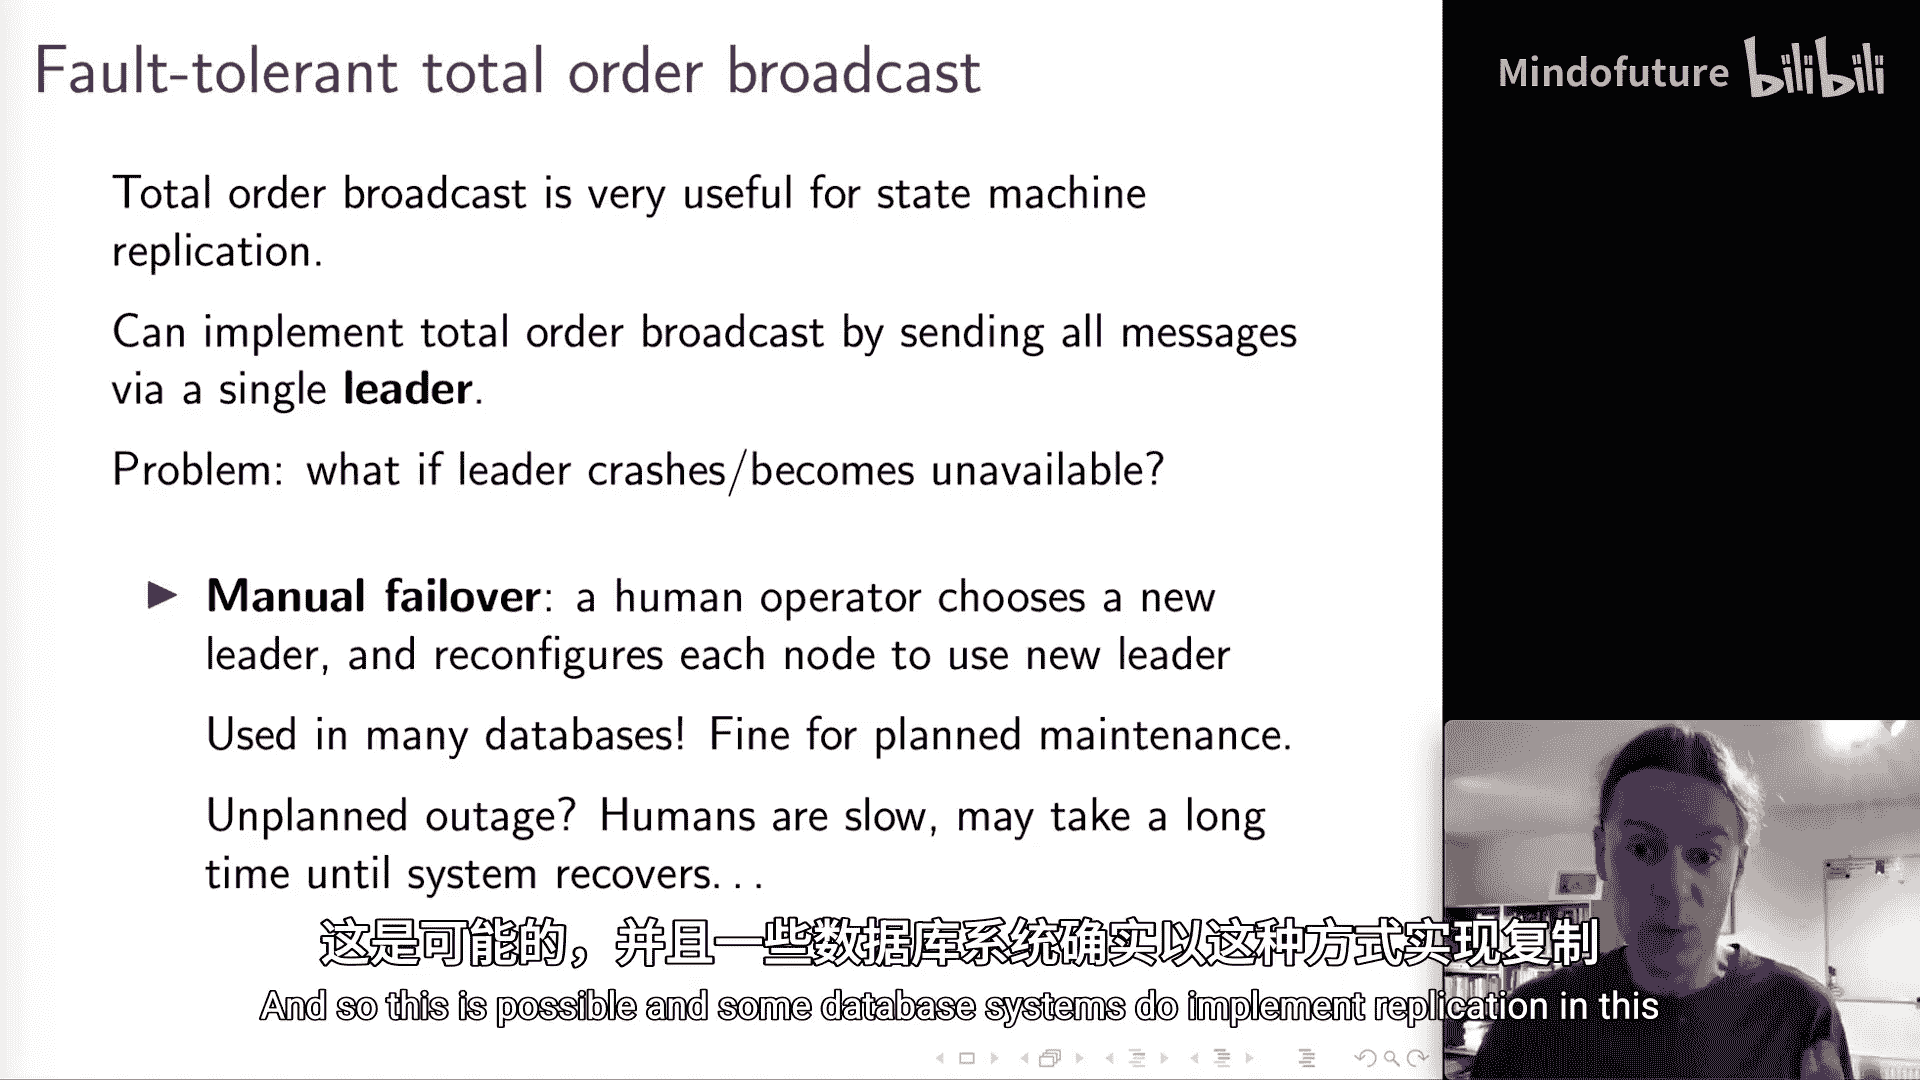 Fault-tolerant total order broadcast
Mindofuture bilibili
Total order broadcast is very useful for state machine
replication.
Can implement total order broadcast by sending all messages
via a single leader.
Problem: what if leader crashes/becomes unavailable?
▶ Manual failover: a human operator chooses a new
leader, and reconfigures each node to use new leader
Used in many databases! Fine for planned maintenance.
Unplanned outage? Humans are slow, may take a long
time until system recovers. . .
这是可能的，并且一些数据库系统确实以这种方式实现复制
And so this is possible and some database systems do implement replication in this